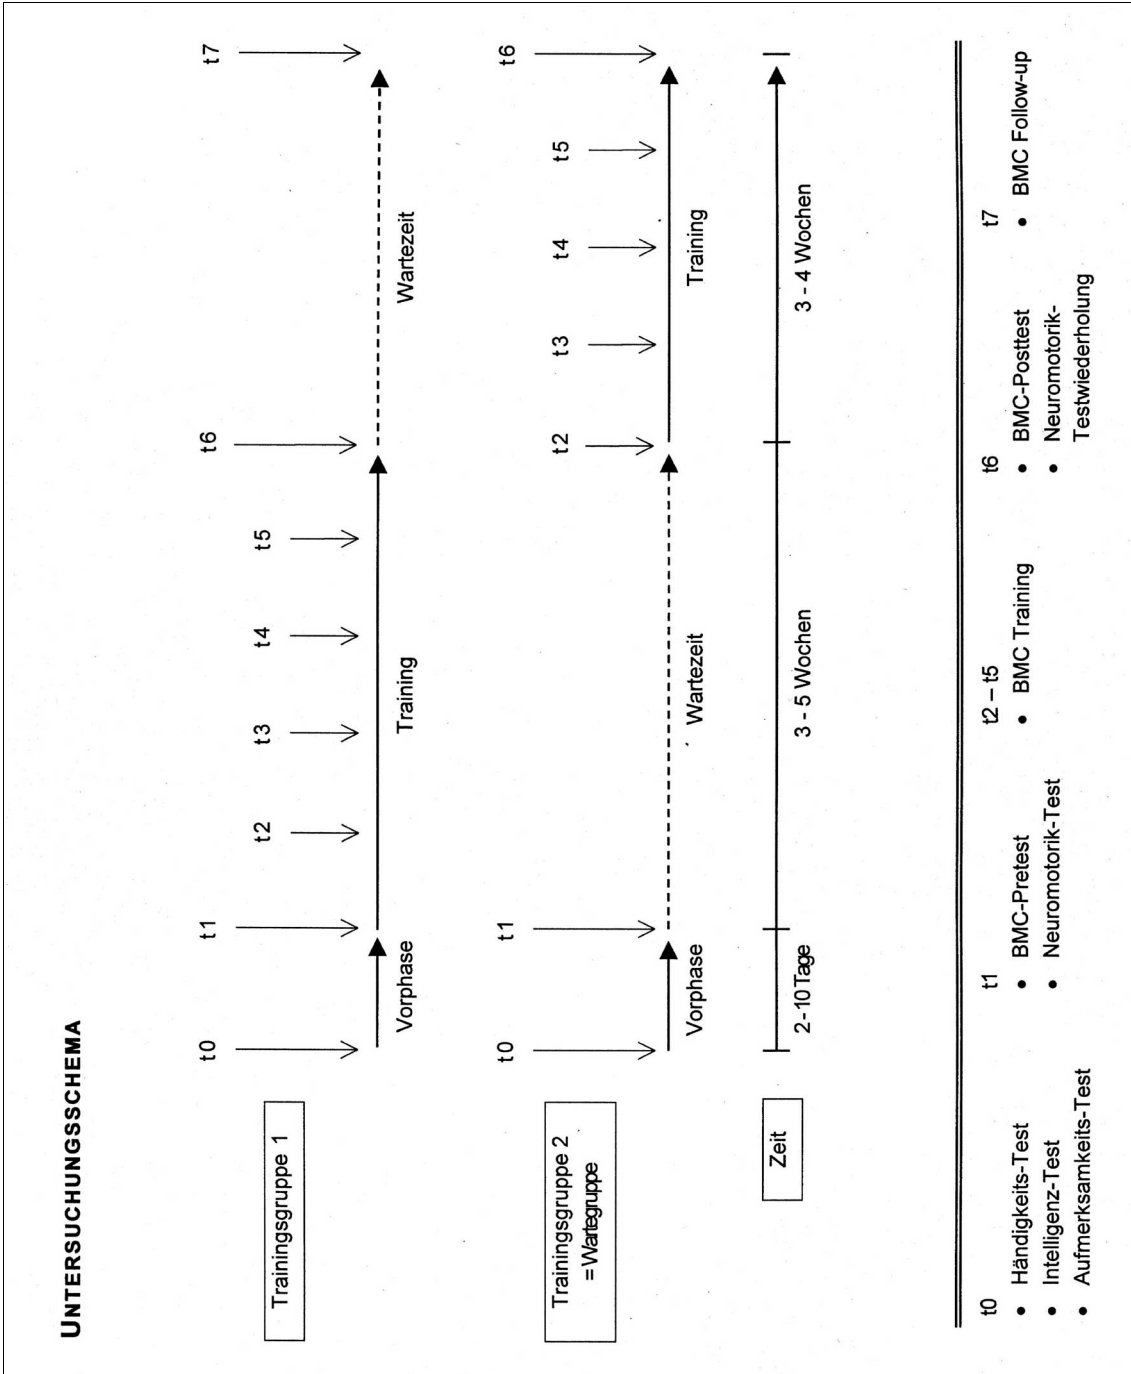 UNTERSUCHUNGSSCHEMA
Trainingsgruppe 1
t0
t1
t2
t3
t4
t5
t6
t7
Vorphase
Training
Wartezeit
Trainingsgruppe 2
=Wartegruppe
t0
t1
t2
t3
t4
t5
t6
Vorphase
Wartezeit
Training
Zeit
2-10Tage
3 - 5 Wochen
3 - 4 Wochen
t0
• Händigkeits-Test
• Intelligenz-Test
• Aufmerksamkeits-Test
t1
• BMC-Pretest
• Neuromotorik-Test
t2 – t5
• BMC Training
t6
• BMC-Posttest
• Neuromotorik-
Testwiederholung
t7
• BMC Follow-up